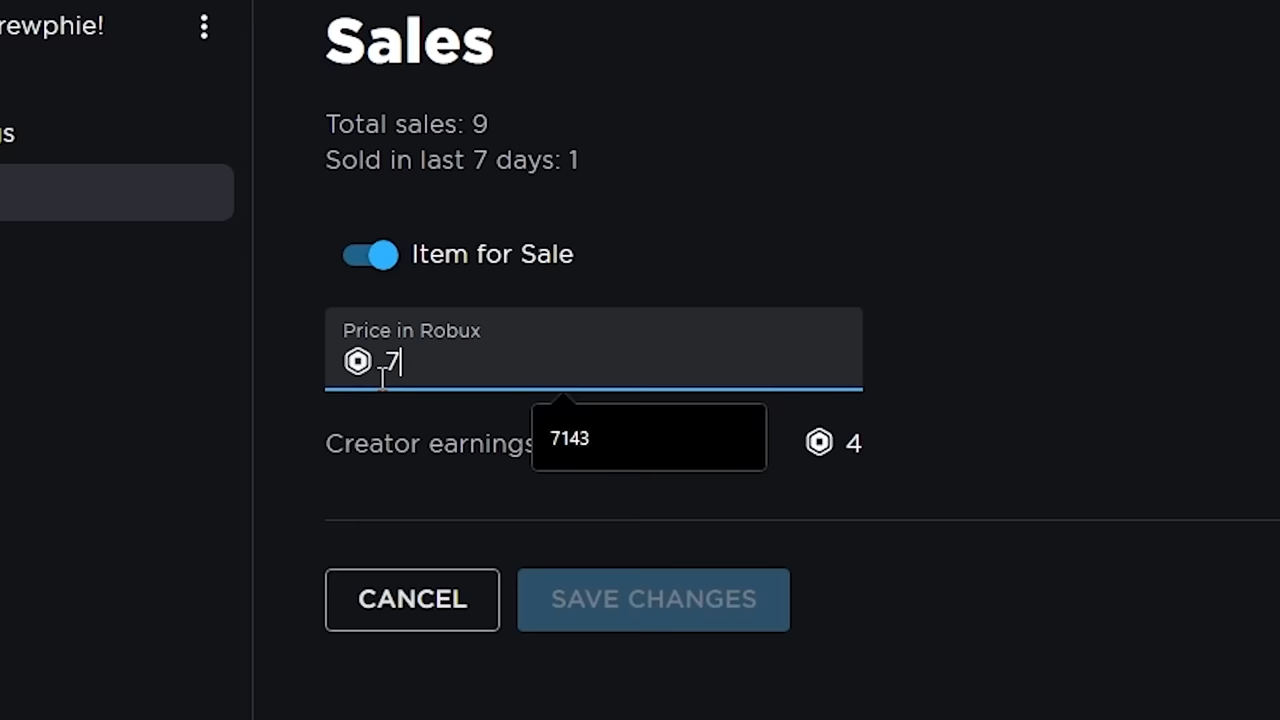 rewphie!
gs
Sales
Total sales: 9
Sold in last 7 days: 1
Item for Sale
Price in Robux
7
7143
Creator earnings
4
CANCEL
SAVE CHANGES